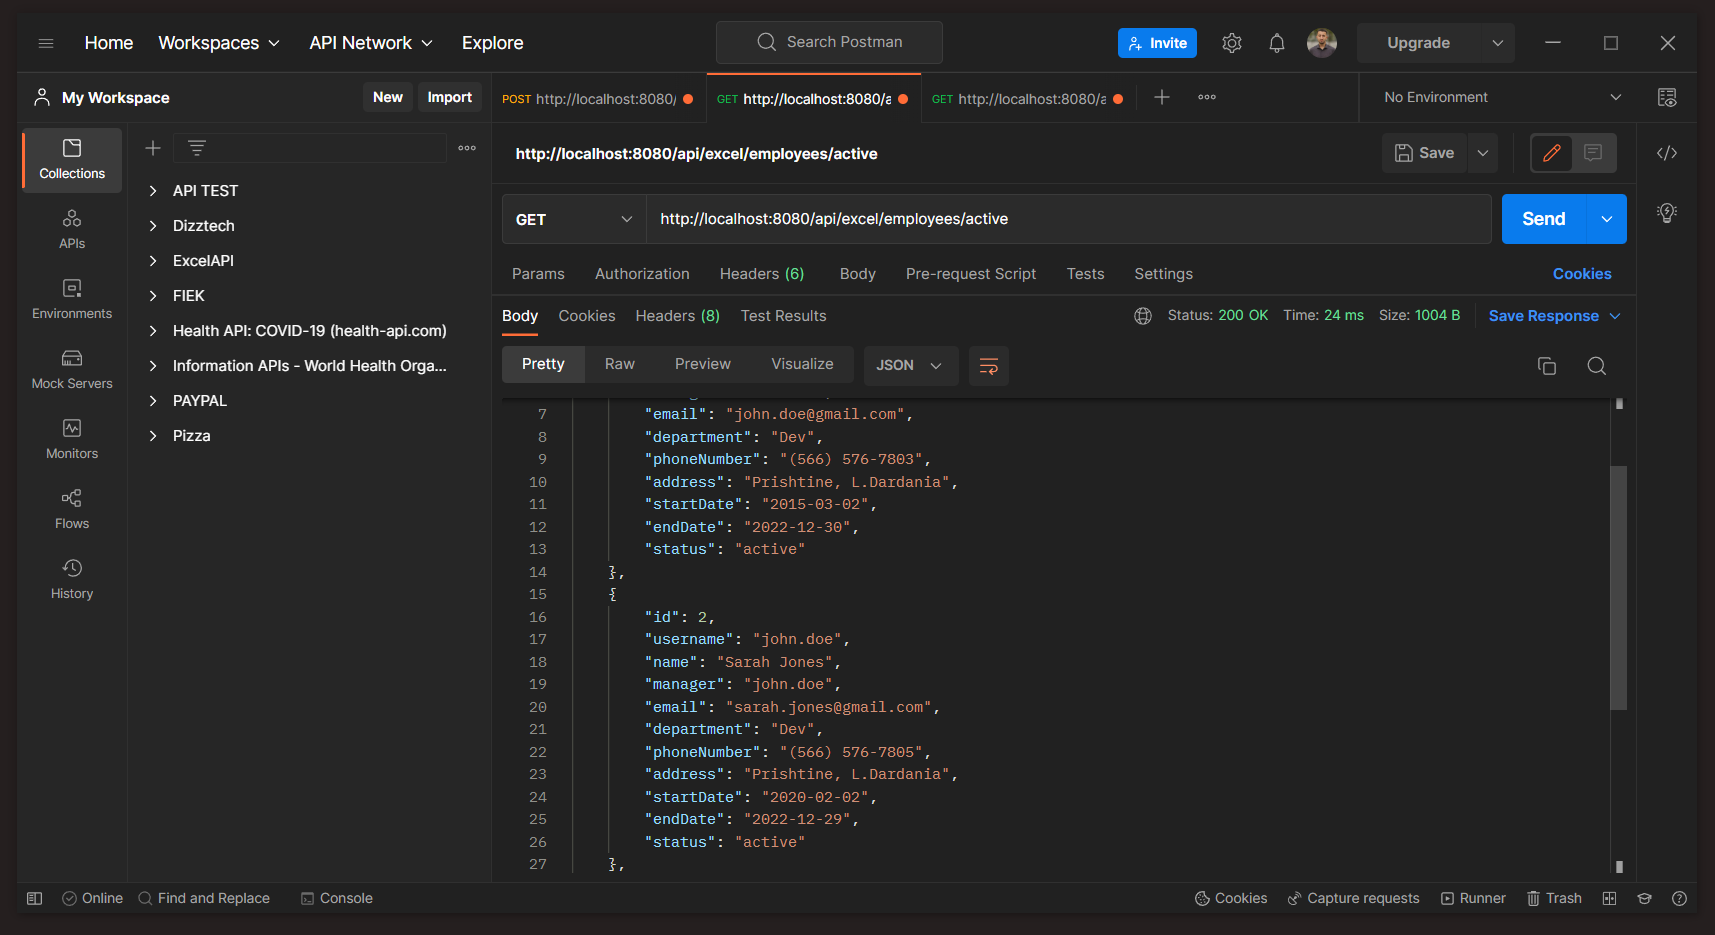 Home Workspaces API Network Explore Search Postman Invite Upgrade
My Workspace New Import POST http://localhost:8080/ GET http://localhost:8080/a GET http://localhost:8080/a No Environment
Collections
APIs
Environments
Mock Servers
Monitors
Flows
History
API TEST
Dizztech
ExcelAPI
FIEK
Health API: COVID-19 (health-api.com)
Information APIs - World Health Orga...
PAYPAL
Pizza
http://localhost:8080/api/excel/employees/active Save
GET http://localhost:8080/api/excel/employees/active Send
Params Authorization Headers (6) Body Pre-request Script Tests Settings Cookies
Body Cookies Headers (8) Test Results Status: 200 OK Time: 24 ms Size: 1004 B Save Response
Pretty Raw Preview Visualize JSON
7 "email": "john.doe@gmail.com",
8 "department": "Dev",
9 "phoneNumber": "(566) 576-7803",
10 "address": "Prishtine, L.Dardania",
11 "startDate": "2015-03-02",
12 "endDate": "2022-12-30",
13 "status": "active"
14 },
15 {
16 "id": 2,
17 "username": "john.doe",
18 "name": "Sarah Jones",
19 "manager": "john.doe",
20 "email": "sarah.jones@gmail.com",
21 "department": "Dev",
22 "phoneNumber": "(566) 576-7805",
23 "address": "Prishtine, L.Dardania",
24 "startDate": "2020-02-02",
25 "endDate": "2022-12-29",
26 "status": "active"
27 },
Online Find and Replace Console Cookies Capture requests Runner Trash